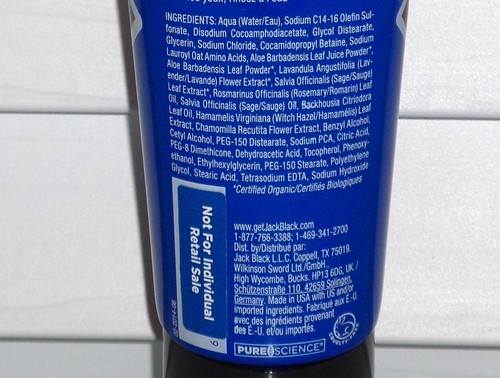 INGREDIENTS: Aqua (Water/Eau), Sodium C14-16 Olefin Sul-
fonate, Disodium Cocoamphodiacetate, Glycol Distearate,
Glycerin, Sodium Chloride, Cocamidopropyl Betaine, Sodium
Lauroyl Oat Amino Acids, Aloe Barbadensis Leaf Juice Powder*,
Aloe Barbadensis Leaf Powder*, Lavandula Angustifolia (Lav-
ender/Lavande) Flower Extract*, Salvia Officinalis (Sage/Sauge)
Leaf Extract*, Rosmarinus Officinalis (Rosemary/Romarin) Leaf
Oil, Salvia Officinalis (Sage/Sauge) Oil, Backhousia Citriodora
Leaf Oil, Hamamelis Virginiana (Witch Hazel/Hamamélis) Leaf
Extract, Chamomilla Recutita Flower Extract, Benzyl Alcohol,
Cetyl Alcohol, PEG-150 Distearate, Sodium PCA, Citric Acid,
PEG-8 Dimethicone, Dehydroacetic Acid, Tocopherol, Phenoxy-
ethanol, Ethylhexylglycerin, PEG-150 Stearate, Polyethylene
Glycol, Stearic Acid, Tetrasodium EDTA, Sodium Hydroxide
*Certified Organic/Certifiés Biologiques
Not For Individual
Retail Sale
www.getJackBlack.com
1-877-766-3388; 1-469-341-2700
Dist. by/Distribué par:
Jack Black L.L.C. Coppell, TX 75019.
Wilkinson Sword Ltd./GmbH.,
High Wycombe, Bucks. HP13 6DG, UK /
Schützenstraße 110, 42659 Solingen,
Germany. Made in USA with US and/or
imported ingredients. Fabriqué aux É.-U.
avec des ingrédients provenant
des É.-U. et/ou importés.
PURE SCIENCE®